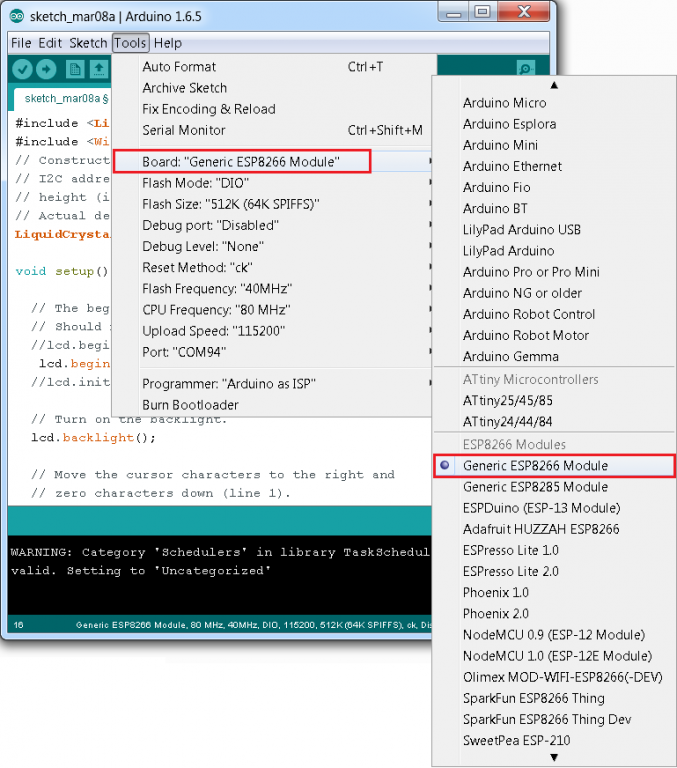 sketch_mar08a | Arduino 1.6.5
File Edit Sketch Tools Help
sketch_mar08a §
#include <Li
#include <Wi
// Construct
// I2C addre
// height (i
// Actual de
LiquidCrysta
void setup()
// The beg
// Should
//lcd.begi
lcd.begin
//lcd.init
// Turn on the backlight.
lcd.backlight();
// Move the cursor characters to the right and
// zero characters down (line 1).
Auto Format Ctrl+T
Archive Sketch
Fix Encoding & Reload
Serial Monitor Ctrl+Shift+M
Board: "Generic ESP8266 Module"
Flash Mode: "DIO"
Flash Size: "512K (64K SPIFFS)"
Debug port: "Disabled"
Debug Level: "None"
Reset Method: "ck"
Flash Frequency: "40MHz"
CPU Frequency: "80 MHz"
Upload Speed: "115200"
Port: "COM94"
Programmer: "Arduino as ISP"
Burn Bootloader
Arduino Micro
Arduino Esplora
Arduino Mini
Arduino Ethernet
Arduino Fio
Arduino BT
LilyPad Arduino USB
LilyPad Arduino
Arduino Pro or Pro Mini
Arduino NG or older
Arduino Robot Control
Arduino Robot Motor
Arduino Gemma
ATtiny Microcontrollers
ATtiny25/45/85
ATtiny24/44/84
ESP8266 Modules
Generic ESP8266 Module
Generic ESP8285 Module
ESPDuino (ESP-13 Module)
Adafruit HUZZAH ESP8266
ESPresso Lite 1.0
ESPresso Lite 2.0
Phoenix 1.0
Phoenix 2.0
NodeMCU 0.9 (ESP-12 Module)
NodeMCU 1.0 (ESP-12E Module)
Olimex MOD-WIFI-ESP8266(-DEV)
SparkFun ESP8266 Thing
SparkFun ESP8266 Thing Dev
SweetPea ESP-210
WARNING: Category 'Schedulers' in library TaskSchedul
valid. Setting to 'Uncategorized'
16 Generic ESP8266 Module, 80 MHz, 40MHz, DIO, 115200, 512K (64K SPIFFS), ck, Dis